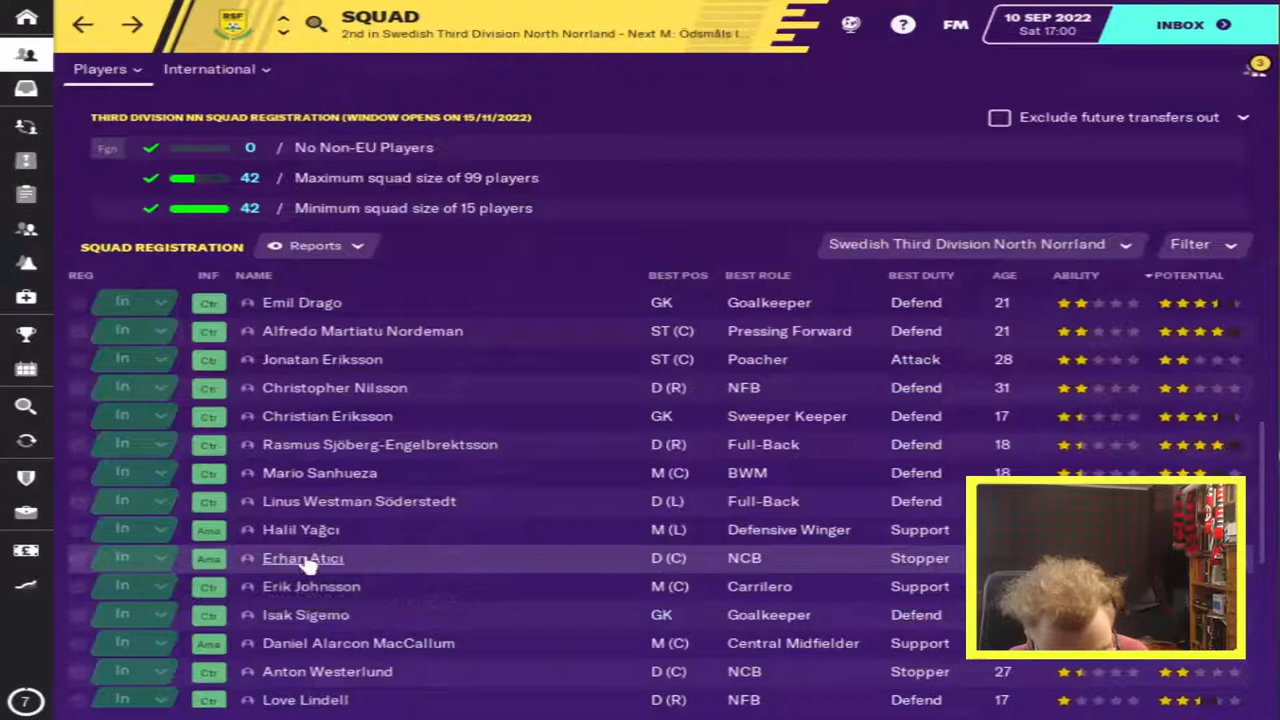 RSF
SQUAD
2nd in Swedish Third Division North Norrland - Next M: Ödsmåls I...
FM
10 SEP 2022
Sat 17:00
INBOX
Players
International
3
THIRD DIVISION NN SQUAD REGISTRATION (WINDOW OPENS ON 15/11/2022)
Exclude future transfers out
Fgn 0 / No Non-EU Players
42 / Maximum squad size of 99 players
42 / Minimum squad size of 15 players
SQUAD REGISTRATION
Reports
Swedish Third Division North Norrland
Filter
REG INF NAME BEST POS BEST ROLE BEST DUTY AGE ABILITY POTENTIAL
In Ctr Emil Drago GK Goalkeeper Defend 21
In Ctr Alfredo Martiatu Nordeman ST (C) Pressing Forward Defend 21
In Ctr Jonatan Eriksson ST (C) Poacher Attack 28
In Ctr Christopher Nilsson D (R) NFB Defend 31
In Ctr Christian Eriksson GK Sweeper Keeper Defend 17
In Ctr Rasmus Sjöberg-Engelbrektsson D (R) Full-Back Defend 18
In Ctr Mario Sanhueza M (C) BWM Defend 18
In Ctr Linus Westman Söderstedt D (L) Full-Back Defend
In Ama Halil Yağcı M (L) Defensive Winger Support
In Ama Erhan Atıcı D (C) NCB Stopper
In Ctr Erik Johnsson M (C) Carrilero Support
In Ctr Isak Sigemo GK Goalkeeper Defend
In Ama Daniel Alarcon MacCallum M (C) Central Midfielder Support
In Ctr Anton Westerlund D (C) NCB Stopper 27
In Ctr Love Lindell D (R) NFB Defend 17
7